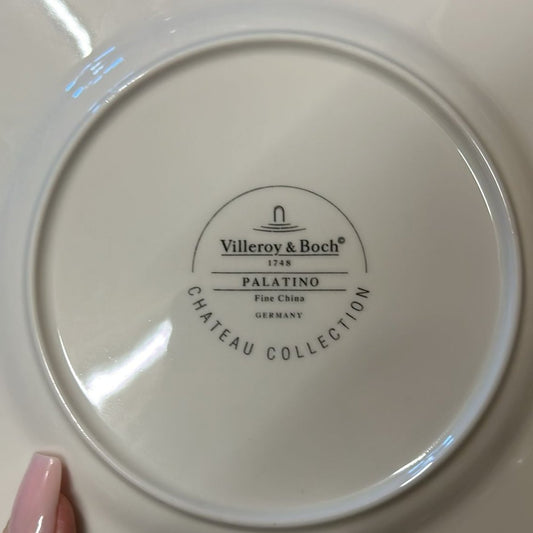 Villeroy & Boch©
1748
PALATINO
Fine China
GERMANY
CHATEAU COLLECTION